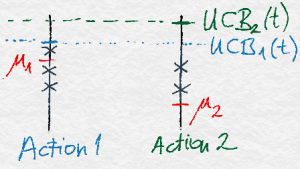 UCB₂(t)
UCB₁(t)
μ₁
μ₂
Action 1 Action 2